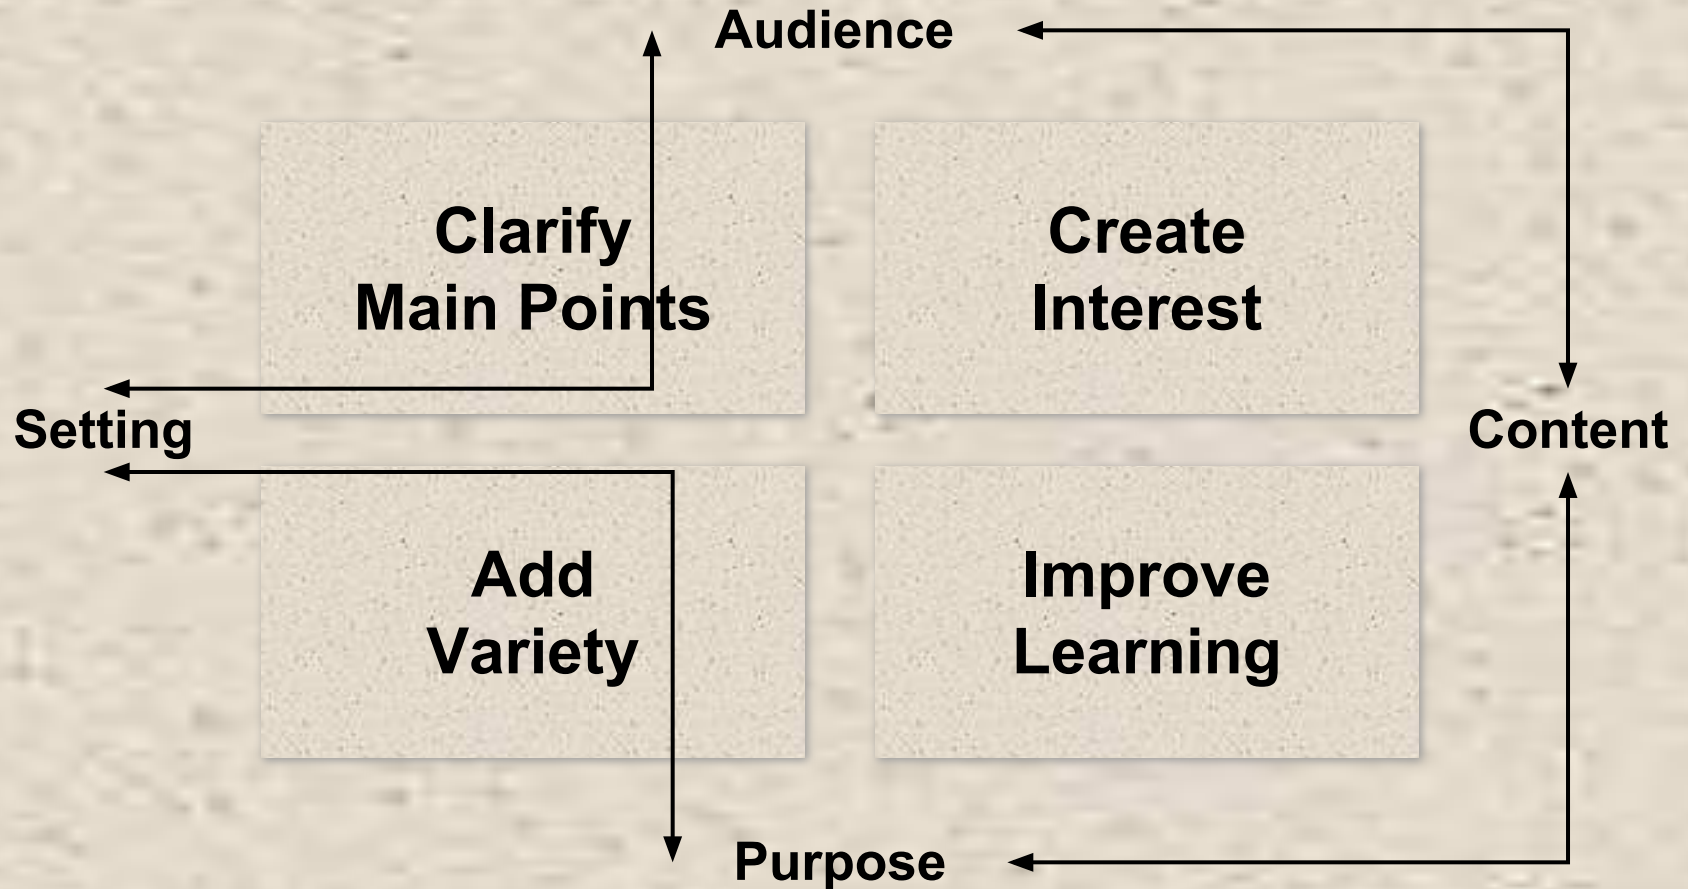 Audience
Clarify
Main Points
Create
Interest
Setting
Content
Add
Variety
Improve
Learning
Purpose